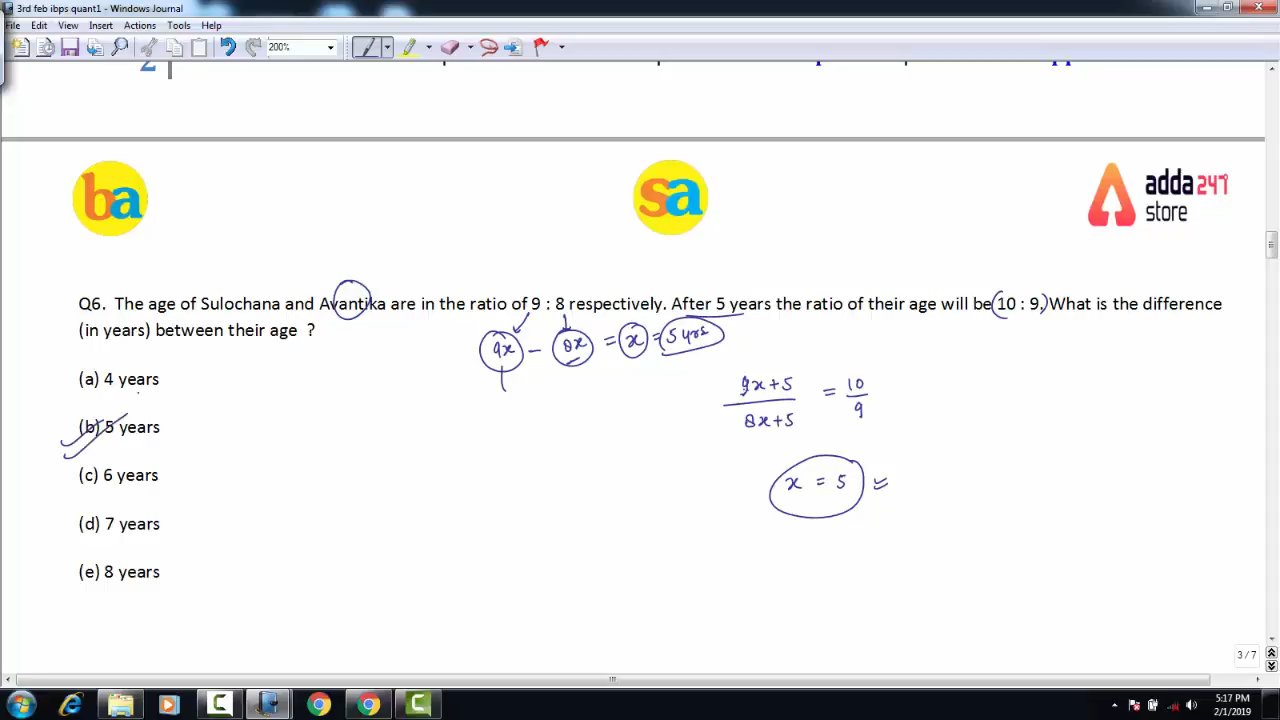 3rd feb ibps quant1 - Windows Journal
File Edit View Insert Actions Tools Help
200%
ba
sa
adda247
store
Q6. The age of Sulochana and Avantika are in the ratio of 9 : 8 respectively. After 5 years the ratio of their age will be 10 : 9, What is the difference
(in years) between their age ?
9x - 8x = x = 5 yrs
(a) 4 years
9x+5
8x+5
= 10
9
(b) 5 years
(c) 6 years
x = 5
(d) 7 years
(e) 8 years
3 / 7
5:17 PM
2/1/2019